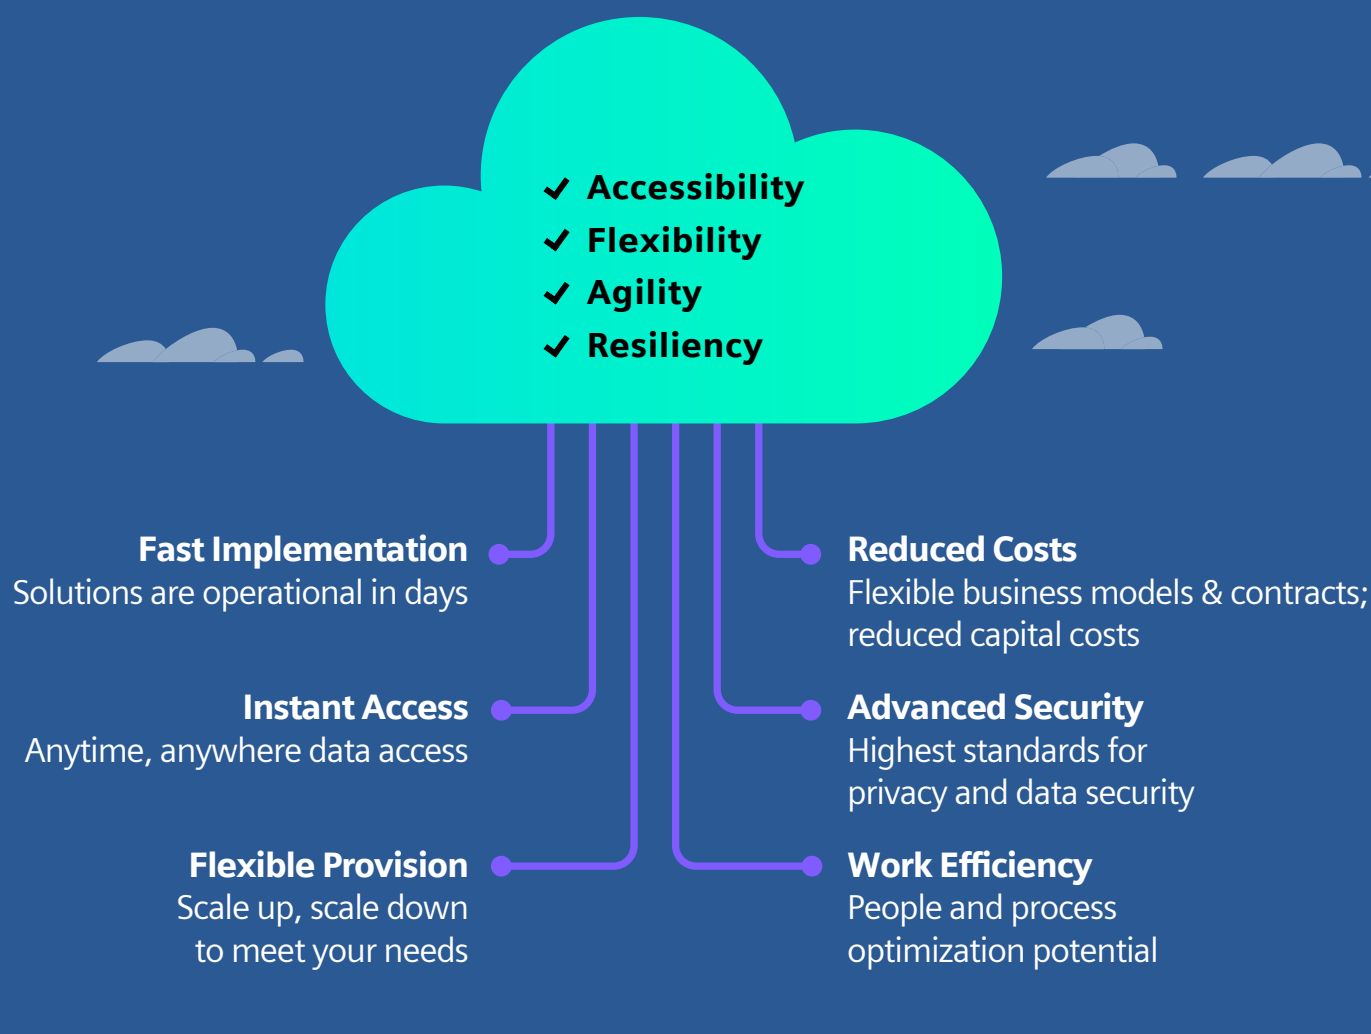 Accessibility
Flexibility
Agility
Resiliency
Fast Implementation
Solutions are operational in days
Instant Access
Anytime, anywhere data access
Flexible Provision
Scale up, scale down
to meet your needs
Reduced Costs
Flexible business models & contracts;
reduced capital costs
Advanced Security
Highest standards for
privacy and data security
Work Efficiency
People and process
optimization potential